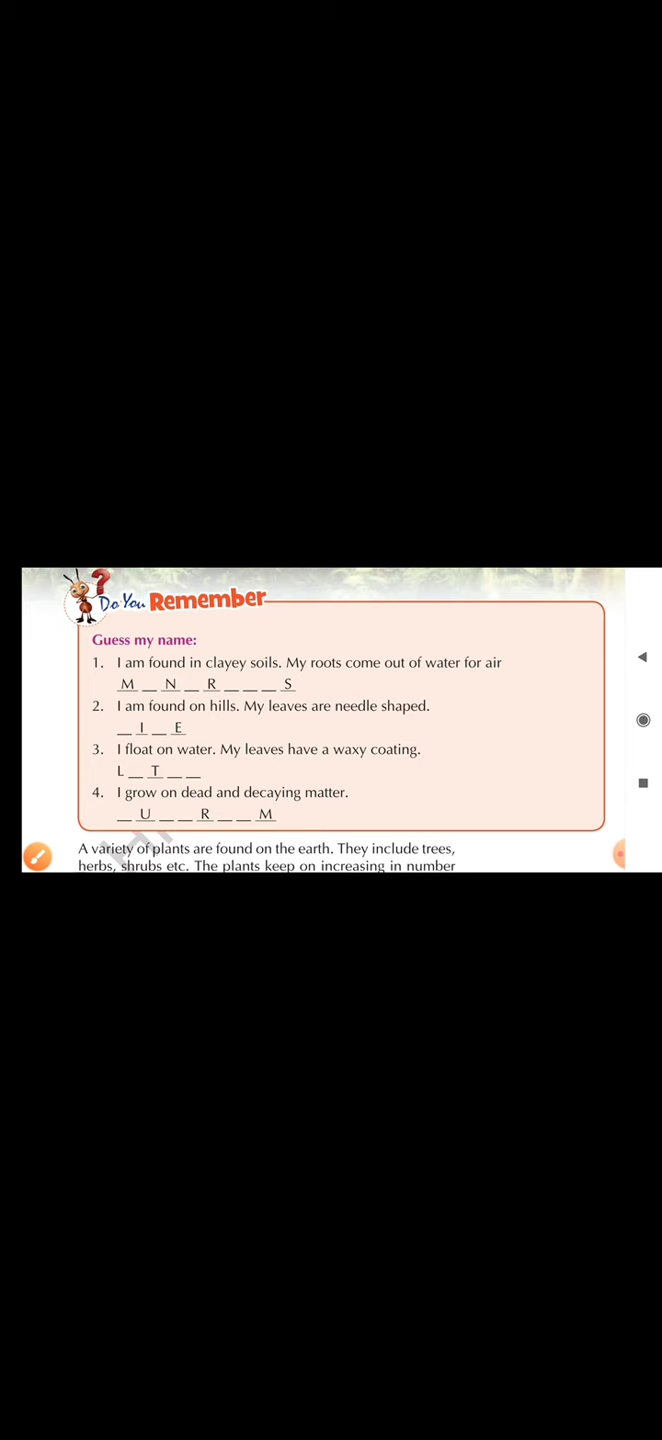 Do You Remember
Guess my name:
1. I am found in clayey soils. My roots come out of water for air
M __ N __ R __ __ __ S
2. I am found on hills. My leaves are needle shaped.
__ I __ E
3. I float on water. My leaves have a waxy coating.
L __ T __ __
4. I grow on dead and decaying matter.
__ U __ __ R __ __ M
A variety of plants are found on the earth. They include trees,
herbs, shrubs etc. The plants keep on increasing in number